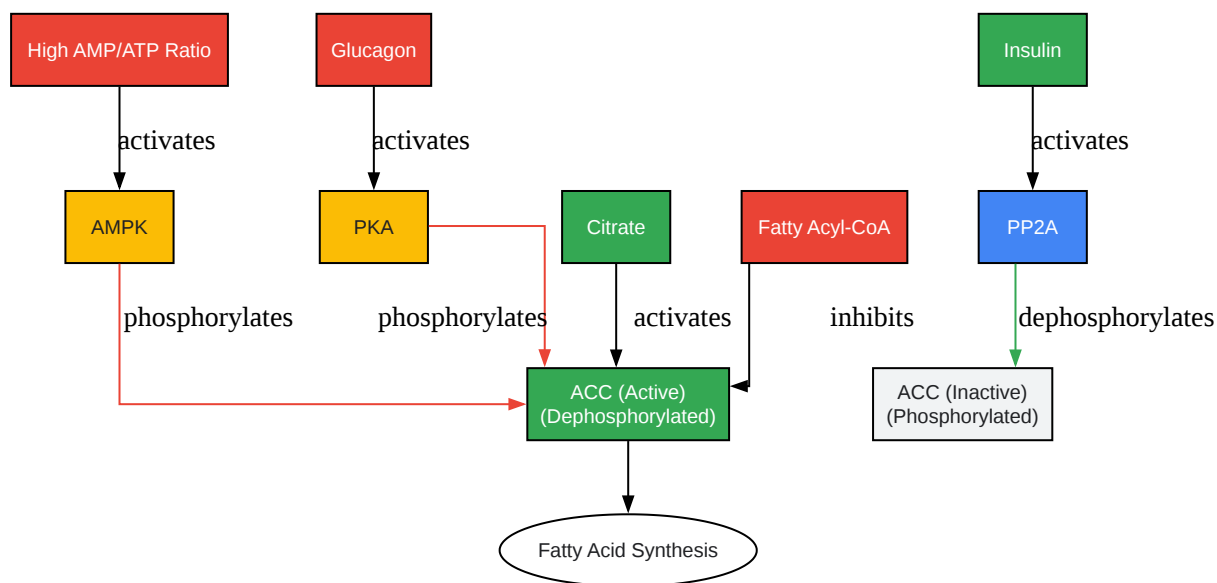 High AMP/ATP Ratio
Glucagon
Insulin
activates
activates
activates
AMPK
PKA
Citrate
Fatty Acyl-CoA
PP2A
phosphorylates
phosphorylates
activates
inhibits
dephosphorylates
ACC (Active)
(Dephosphorylated)
ACC (Inactive)
(Phosphorylated)
Fatty Acid Synthesis